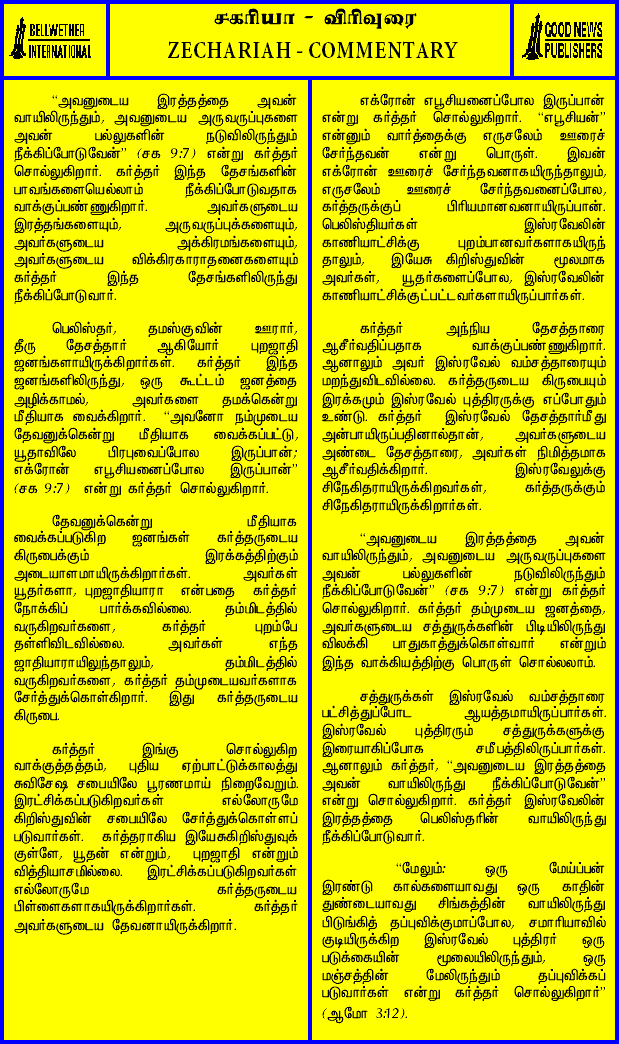 BELLWETHER
INTERNATIONAL
சகரியா - விரிவுரை
ZECHARIAH - COMMENTARY
GOOD NEWS
PUBLISHERS
"அவனுடைய இரத்தத்தை அவன்
வாயிலிருந்தும், அவனுடைய அருவருப்புகளை
அவன் பல்லுகளின் நடுவிலிருந்தும்
நீக்கிப்போடுவேன்" (சக 9:7) என்று கர்த்தர்
சொல்லுகிறார். கர்த்தர் இந்த தேசங்களின்
பாவங்களையெல்லாம் நீக்கிப்போடுவதாக
வாக்குப்பண்ணுகிறார். அவர்களுடைய
இரத்தங்களையும், அருவருப்புக்களையும்,
அவர்களுடைய அக்கிரமங்களையும்,
அவர்களுடைய விக்கிரகாராதனைகளையும்
கர்த்தர் இந்த தேசங்களிலிருந்து
நீக்கிப்போடுவார்.
பெலிஸ்தர், தமஸ்குவின் ஊரார்,
தீரு தேசத்தார் ஆகியோர் புறஜாதி
ஜனங்களாயிருக்கிறார்கள். கர்த்தர் இந்த
ஜனங்களிலிருந்து, ஒரு கூட்டம் ஜனத்தை
அழிக்காமல், அவர்களை தமக்கென்று
மீதியாக வைக்கிறார். "அவனோ நம்முடைய
தேவனுக்கென்று மீதியாக வைக்கப்பட்டு,
யூதாவிலே பிரபுவைப்போல இருப்பான்;
எக்ரோன் எபூசியனைப்போல இருப்பான்"
(சக 9:7) என்று கர்த்தர் சொல்லுகிறார்.
தேவனுக்கென்று மீதியாக
வைக்கப்படுகிற ஜனங்கள் கர்த்தருடைய
கிருபைக்கும் இரக்கத்திற்கும்
அடையாளமாயிருக்கிறார்கள். அவர்கள்
யூதர்களா, புறஜாதியாரா என்பதை கர்த்தர்
நோக்கிப் பார்க்கவில்லை. தம்மிடத்தில்
வருகிறவர்களை, கர்த்தர் புறம்பே
தள்ளிவிடவில்லை. அவர்கள் எந்த
ஜாதியாராயிலுந்தாலும், தம்மிடத்தில்
வருகிறவர்களை, கர்த்தர் தம்முடையவர்களாக
சேர்த்துக்கொள்கிறார். இது கர்த்தருடைய
கிருபை.
கர்த்தர் இங்கு சொல்லுகிற
வாக்குத்தத்தம், புதிய ஏற்பாட்டுக்காலத்து
சுவிசேஷ சபையிலே பூரணமாய் நிறைவேறும்.
இரட்சிக்கப்படுகிறவர்கள் எல்லோருமே
கிறிஸ்துவின் சபையிலே சேர்த்துக்கொள்ளப்
படுவார்கள். கர்த்தராகிய இயேசுகிறிஸ்துவுக்
குள்ளே, யூதன் என்றும், புறஜாதி என்றும்
வித்தியாசமில்லை. இரட்சிக்கப்படுகிறவர்கள்
எல்லோருமே கர்த்தருடைய
பிள்ளைகளாகயிருக்கிறார்கள். கர்த்தர்
அவர்களுடைய தேவனாயிருக்கிறார்.
எக்ரோன் எபூசியனைப்போல இருப்பான்
என்று கர்த்தர் சொல்லுகிறார். "எபூசியன்"
என்னும் வார்த்தைக்கு எருசலேம் ஊரைச்
சேர்ந்தவன் என்று பொருள். இவன்
எக்ரோன் ஊரைச் சேர்ந்தவனாகயிருந்தாலும்,
எருசலேம் ஊரைச் சேர்ந்தவனைப்போல,
கர்த்தருக்குப் பிரியமானவனாயிருப்பான்.
பெலிஸ்தியர்கள் இஸ்ரவேலின்
காணியாட்சிக்கு புறம்பானவர்களாகயிருந்
தாலும், இயேசு கிறிஸ்துவின் மூலமாக
அவர்கள், யூதர்களைப்போல, இஸ்ரவேலின்
காணியாட்சிக்குட்பட்டவர்களாயிருப்பார்கள்.
கர்த்தர் அந்நிய தேசத்தாரை
ஆசீர்வதிப்பதாக வாக்குப்பண்ணுகிறார்.
ஆனாலும் அவர் இஸ்ரவேல் வம்சத்தாரையும்
மறந்துவிடவில்லை. கர்த்தருடைய கிருபையும்
இரக்கமும் இஸ்ரவேல் புத்திரருக்கு எப்போதும்
உண்டு. கர்த்தர் இஸ்ரவேல் தேசத்தார்மீது
அன்பாயிருப்பதினால்தான், அவர்களுடைய
அண்டை தேசத்தாரை, அவர்கள் நிமித்தமாக
ஆசீர்வதிக்கிறார். இஸ்ரவேலுக்கு
சிநேகிதராயிருக்கிறவர்கள், கர்த்தருக்கும்
சிநேகிதராயிருக்கிறார்கள்.
"அவனுடைய இரத்தத்தை அவன்
வாயிலிருந்தும், அவனுடைய அருவருப்புகளை
அவன் பல்லுகளின் நடுவிலிருந்தும்
நீக்கிப்போடுவேன்" (சக 9:7) என்று கர்த்தர்
சொல்லுகிறார். கர்த்தர் தம்முடைய ஜனத்தை,
அவர்களுடைய சத்துருக்களின் பிடியிலிருந்து
விலக்கி பாதுகாத்துக்கொள்வார் என்றும்
இந்த வாக்கியத்திற்கு பொருள் சொல்லலாம்.
சத்துருக்கள் இஸ்ரவேல் வம்சத்தாரை
பட்சித்துப்போட ஆயத்தமாயிருப்பார்கள்.
இஸ்ரவேல் புத்திரரும் சத்துருக்களுக்கு
இரையாகிப்போக சமீபத்திலிருப்பார்கள்.
ஆனாலும் கர்த்தர், "அவனுடைய இரத்தத்தை
அவன் வாயிலிருந்து நீக்கிப்போடுவேன்"
என்று சொல்லுகிறார். கர்த்தர் இஸ்ரவேலின்
இரத்தத்தை பெலிஸ்தரின் வாயிலிருந்து
நீக்கிப்போடுவார்.
"மேலும்: ஒரு மேய்ப்பன்
இரண்டு கால்களையாவது ஒரு காதின்
துண்டையாவது சிங்கத்தின் வாயிலிருந்து
பிடுங்கித் தப்புவிக்குமாப்போல, சமாரியாவில்
குடியிருக்கிற இஸ்ரவேல் புத்திரர் ஒரு
படுக்கையின் மூலையிலிருந்தும், ஒரு
மஞ்சத்தின் மேலிருந்தும் தப்புவிக்கப்
படுவார்கள் என்று கர்த்தர் சொல்லுகிறார்"
(ஆமோ 3:12).